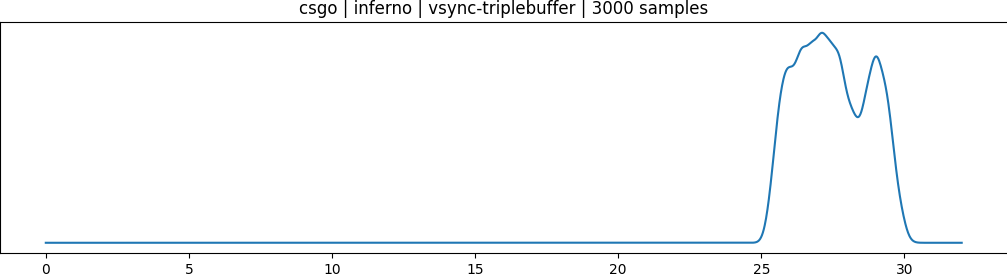 csgo | inferno | vsync-triplebuffer | 3000 samples
0 5 10 15 20 25 30